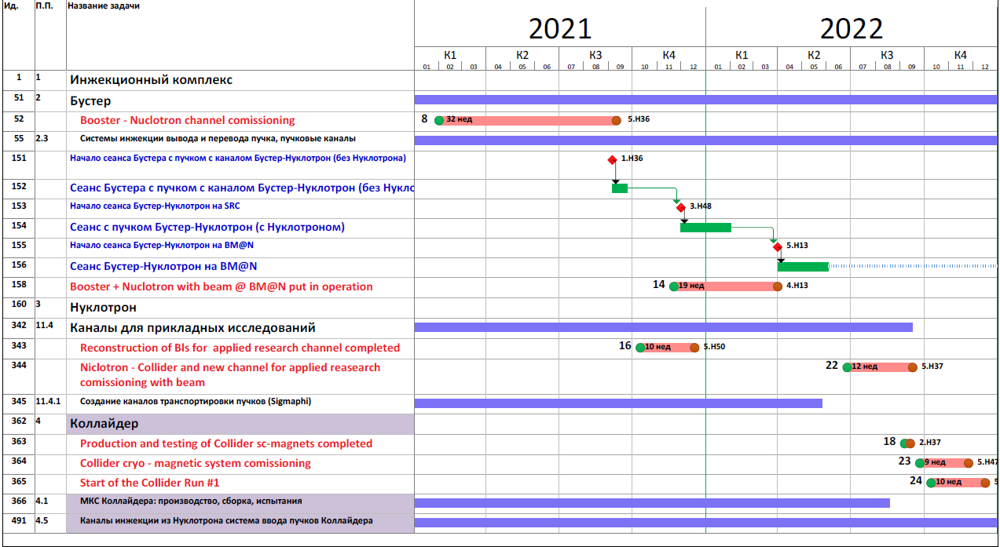 Ид. П.П. Название задачи
2021 2022
К1 К2 К3 К4 К1 К2 К3 К4
01 02 03 04 05 06 07 08 09 10 11 12 01 02 03 04 05 06 07 08 09 10 11 12
1 1 Инжекционный комплекс
51 2 Бустер
52 Booster - Nuclotron channel comissioning 8 32 нед 5.Н36
55 2.3 Системы инжекции вывода и перевода пучка, пучковые каналы
151 Начало сеанса Бустера с пучком с каналом Бустер-Нуклотрон (без Нуклотрона) 1.Н36
152 Сеанс Бустера с пучком с каналом Бустер-Нуклотрон (без Нукло
153 Начало сеанса Бустер-Нуклотрон на SRC 3.Н48
154 Сеанс с пучком Бустер-Нуклотрон (с Нуклотроном)
155 Начало сеанса Бустер-Нуклотрон на BM@N 5.Н13
156 Сеанс Бустер-Нуклотрон на BM@N
158 Booster + Nuclotron with beam @ BM@N put in operation 14 19 нед 4.Н13
160 3 Нуклотрон
342 11.4 Каналы для прикладных исследований
343 Reconstruction of BIs for applied research channel completed 16 10 нед 5.Н50
344 Niclotron - Collider and new channel for applied reasearch 22 12 нед 5.Н37
comissioning with beam
345 11.4.1 Создание каналов транспортировки пучков (Sigmaphi)
362 4 Коллайдер
363 Production and testing of Collider sc-magnets completed 18 2.Н37
364 Collider cryo - magnetic system comissioning 23 9 нед 5.Н47
365 Start of the Collider Run #1 24 10 нед 5
366 4.1 МКС Коллайдера: производство, сборка, испытания
491 4.5 Каналы инжекции из Нуклотрона система ввода пучков Коллайдера